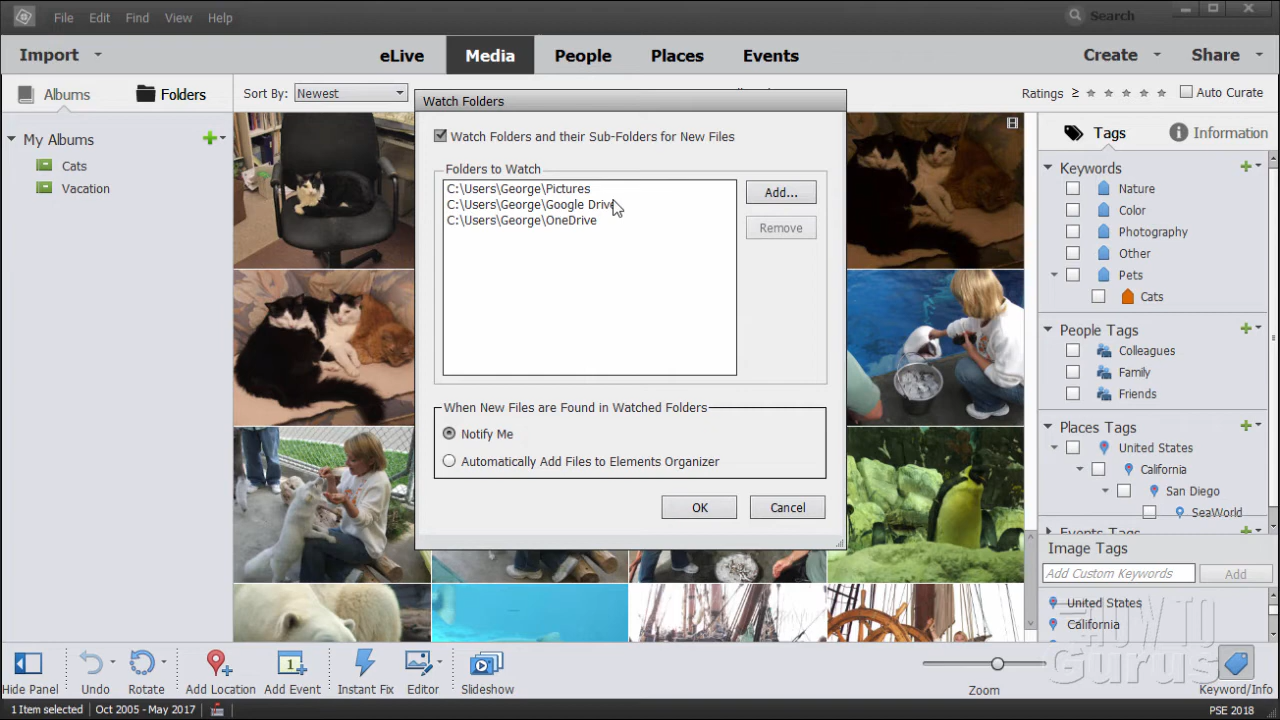 File Edit Find View Help
Search
Import eLive Media People Places Events Create Share
Albums Folders Sort By: Newest Ratings ≥ Auto Curate
My Albums
Cats
Vacation
Watch Folders
Watch Folders and their Sub-Folders for New Files
Folders to Watch
C:\Users\George\Pictures
C:\Users\George\Google Drive
C:\Users\George\OneDrive
Add...
Remove
When New Files are Found in Watched Folders
Notify Me
Automatically Add Files to Elements Organizer
OK Cancel
Tags Information
Keywords
Nature
Color
Photography
Other
Pets
Cats
People Tags
Colleagues
Family
Friends
Places Tags
United States
California
San Diego
SeaWorld
Events Tags
Image Tags
Add Custom Keywords Add
United States
California
HOW TO
Gurus
Hide Panel Undo Rotate Add Location 1 Add Event Instant Fix Editor Slideshow Zoom Keyword/Info
1 Item selected Oct 2005 - May 2017 PSE 2018